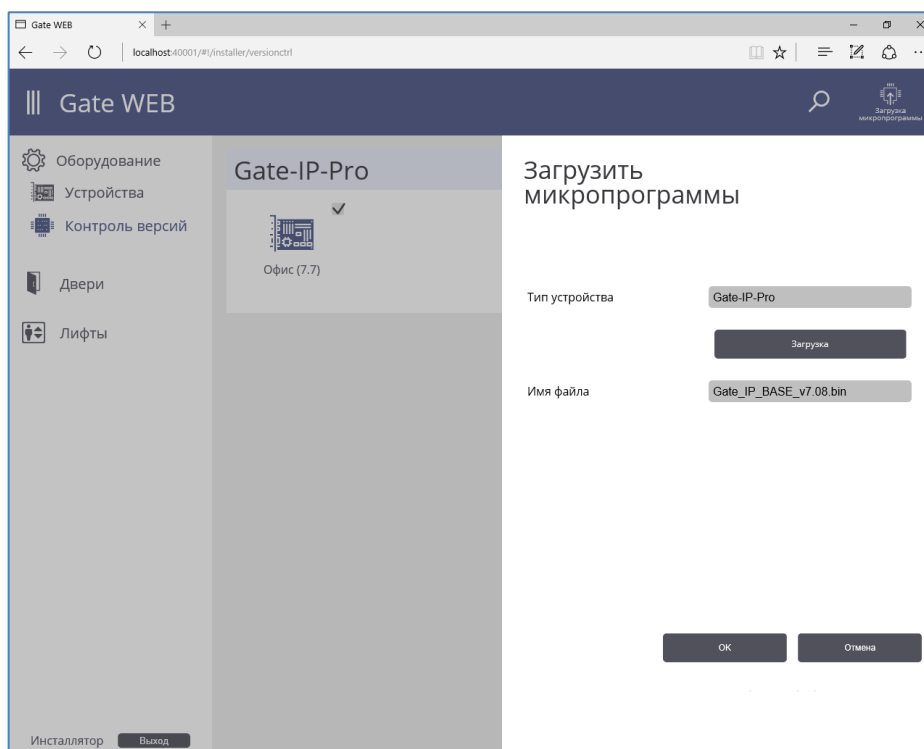 Gate WEB
localhost:40001/#!/installer/versionctrl
Gate WEB
Загрузка
микропрограммы
Оборудование
Устройства
Контроль версий
Двери
Лифты
Инсталлятор
Выход
Gate-IP-Pro
Офис (7.7)
Загрузить
микропрограммы
Тип устройства
Gate-IP-Pro
Загрузка
Имя файла
Gate_IP_BASE_v7.08.bin
OK
Отмена